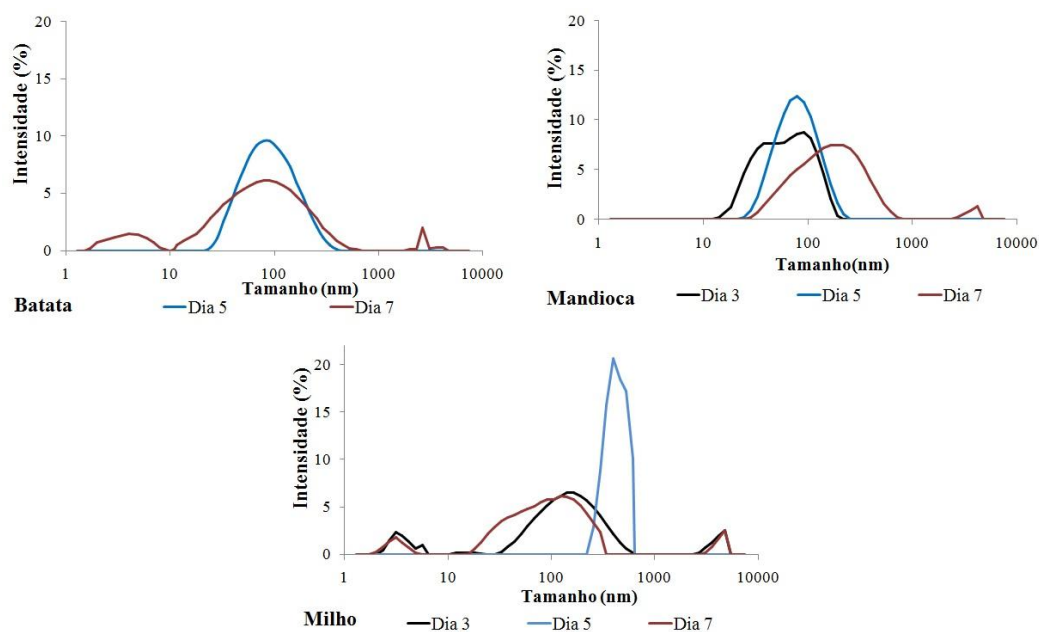 20
15
10
5
0
Intensidade (%)
1 10 100 1000 10000
Tamanho (nm)
Batata Dia 5 Dia 7
20
15
10
5
0
Intensidade (%)
1 10 100 1000 10000
Tamanho(nm)
Mandioca Dia 3 Dia 5 Dia 7
20
15
10
5
0
Intensidade (%)
1 10 100 1000 10000
Tamanho (nm)
Milho Dia 3 Dia 5 Dia 7